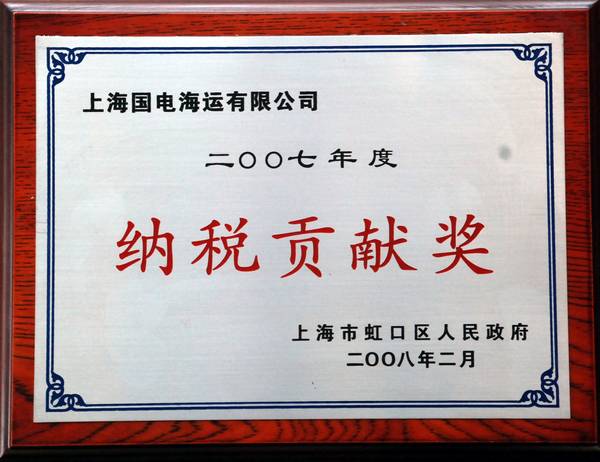 上海国电海运有限公司
二〇〇七年度
纳税贡献奖
上海市虹口区人民政府
二〇〇八年二月